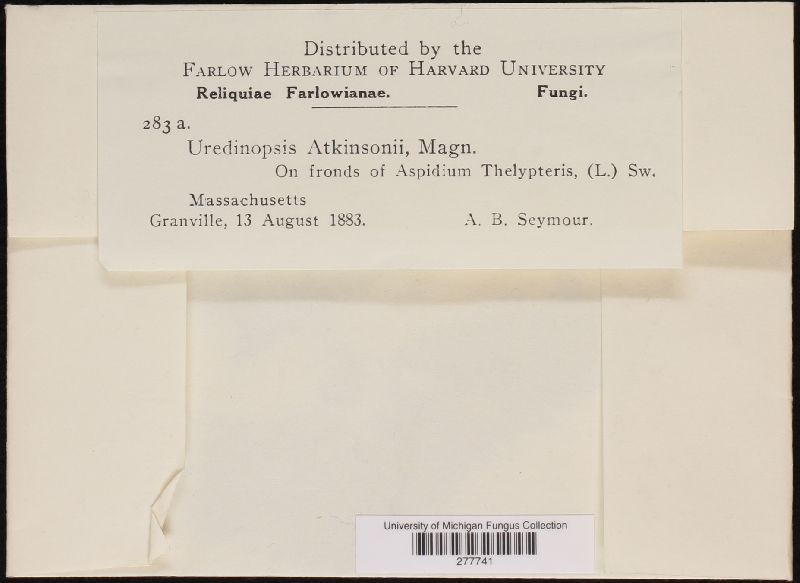 Distributed by the
FARLOW HERBARIUM OF HARVARD UNIVERSITY
Reliquiae Farlowianae. Fungi.
283 a.
Uredinopsis Atkinsonii, Magn.
On fronds of Aspidium Thelypteris, (L.) Sw.
Massachusetts
Granville, 13 August 1883. A. B. Seymour.
University of Michigan Fungus Collection
277741